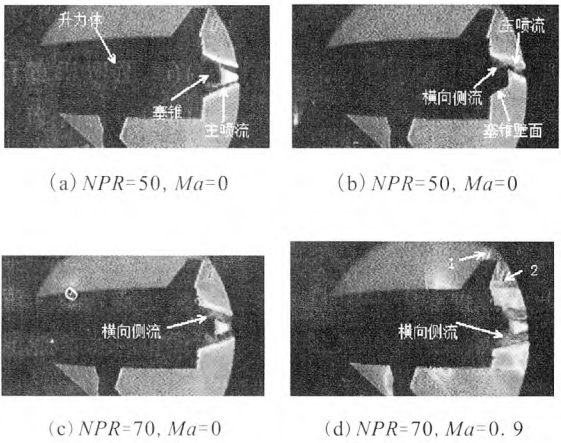 升力体
塞锥
主喷流
(a) NPR=50, Ma=0
主喷流
横向侧流
塞锥壁面
(b) NPR=50, Ma=0
横向侧流
(c) NPR=70, Ma=0
1
2
横向侧流
(d) NPR=70, Ma=0. 9